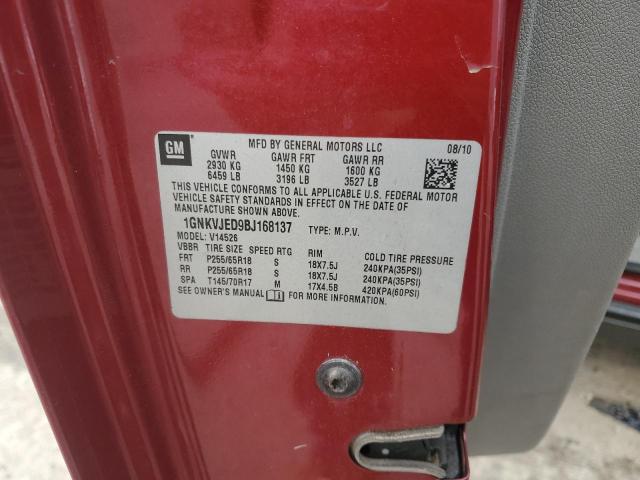 GM
MFD BY GENERAL MOTORS LLC 08/10
GVWR GAWR FRT GAWR RR
2930 KG 1450 KG 1600 KG
6459 LB 3196 LB 3527 LB
THIS VEHICLE CONFORMS TO ALL APPLICABLE U.S. FEDERAL MOTOR
VEHICLE SAFETY STANDARDS IN EFFECT ON THE DATE OF
MANUFACTURE SHOWN ABOVE.
1GNKVJED9BJ168137 TYPE: M.P.V.
MODEL: V14526
VBBR TIRE SIZE SPEED RTG RIM COLD TIRE PRESSURE
FRT P255/65R18 S 18X7.5J 240KPA(35PSI)
RR P255/65R18 S 18X7.5J 240KPA(35PSI)
SPA T145/70R17 M 17X4.5B 420KPA(60PSI)
SEE OWNER'S MANUAL FOR MORE INFORMATION.